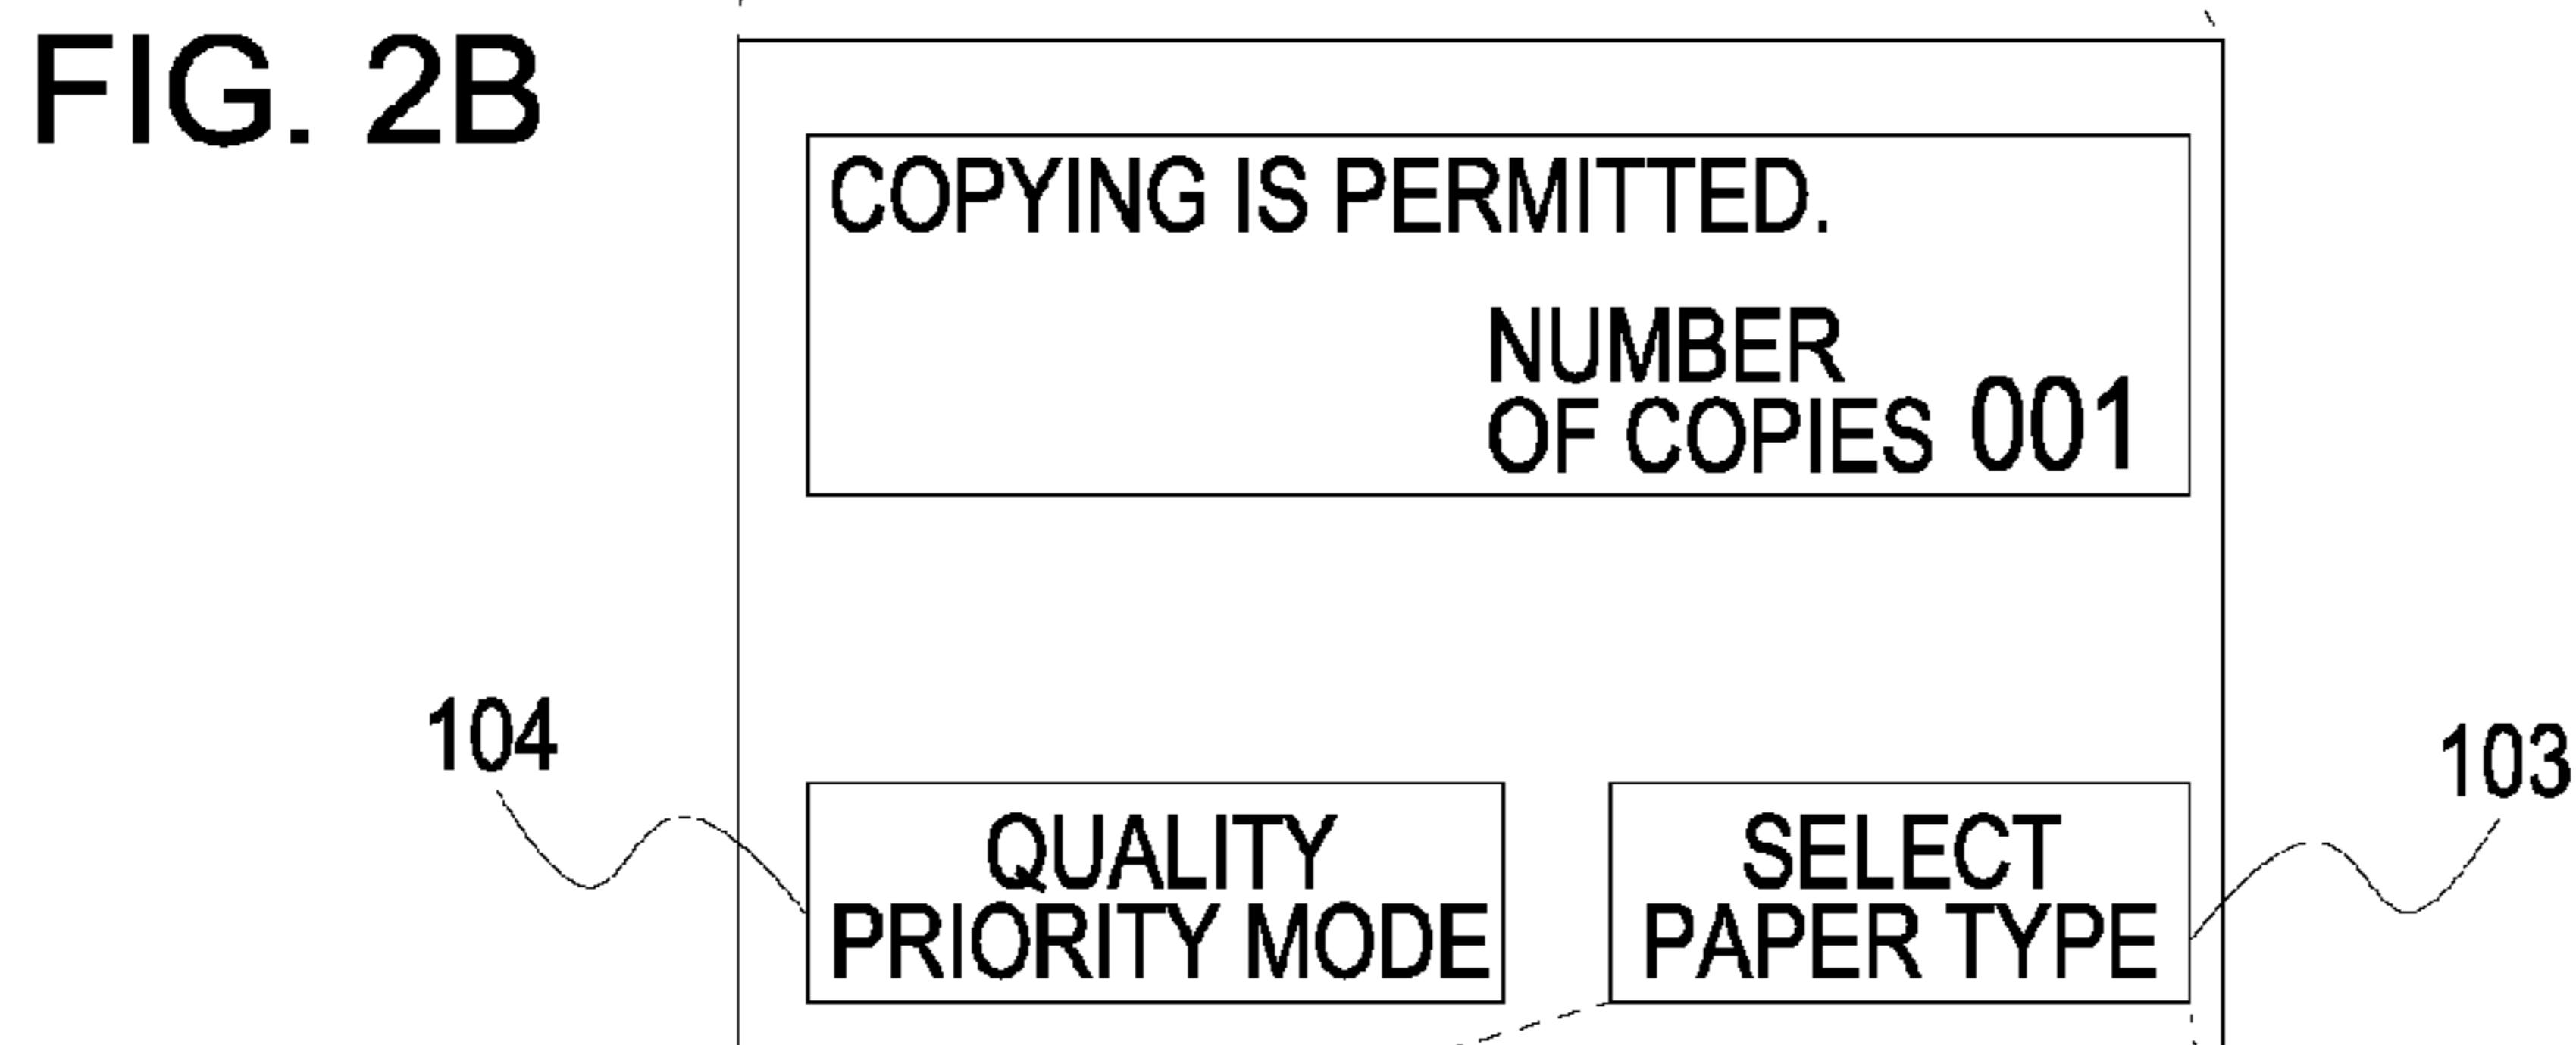 FIG. 2B
COPYING IS PERMITTED.
NUMBER
OF COPIES 001
104
103
QUALITY
PRIORITY MODE
SELECT
PAPER TYPE